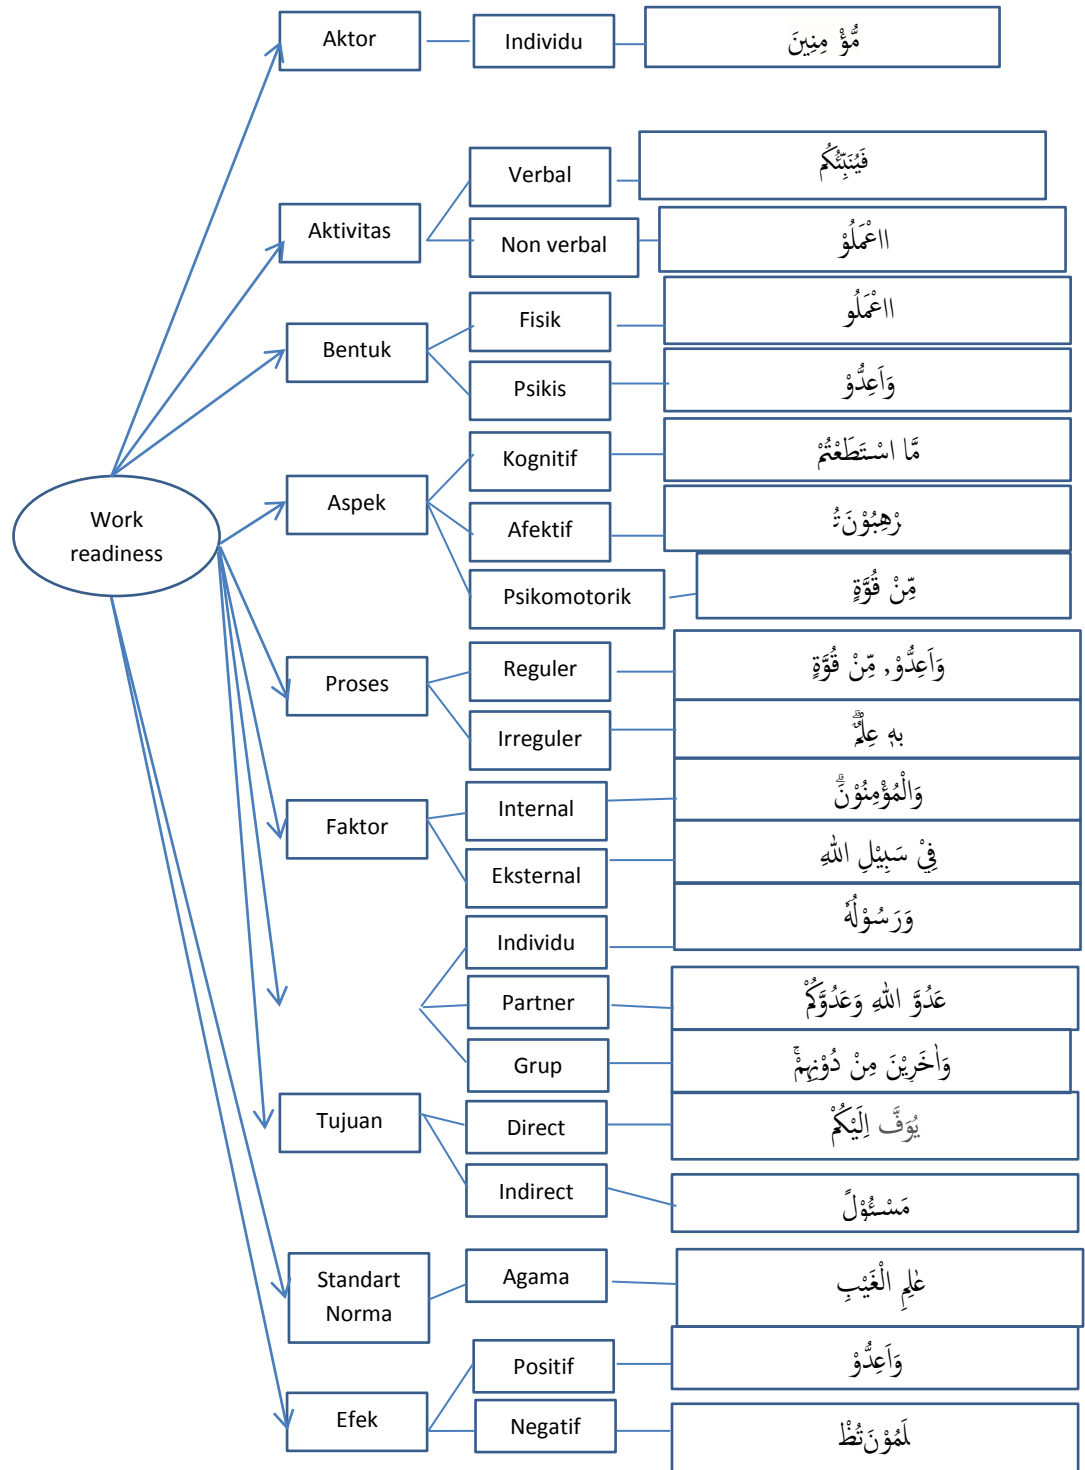 Aktor
Individu
مُّؤْ مِنِينَ
Verbal
فَيُنَبِّئُكُم
Aktivitas
Non verbal
ااعْمَلُوْ
Fisik
ااعْمَلُو
Bentuk
Psikis
وَاَعِدُّوْ
Kognitif
مَّا اسْتَطَعْتُمْ
Aspek
Afektif
رْهِبُوْنَ تُ
Psikomotorik
مِّنْ قُوَّةٍ
Work
readiness
Reguler
وَاَعِدُّوْ, مِّنْ قُوَّةٍ
Proses
Irreguler
بِهٖ عِلْمٌ ۗ
Internal
وَالْمُؤْمِنُوْنَۗ
Faktor
Eksternal
فِيْ سَبِيْلِ اللّٰهِ
Individu
وَرَسُوْلُهٗ
Partner
عَدُوَّ اللّٰهِ وَعَدُوَّكُمْ
Grup
وَاٰخَرِيْنَ مِنْ دُوْنِهِمْۚ
Tujuan
Direct
يُوَفَّ اِلَيْكُمْ
Indirect
مَسْـُٔوْلً
Standart
Norma
Agama
عٰلِمِ الْغَيْبِ
Positif
وَاَعِدُّوْ
Efek
Negatif
لَمُوْنَ تُظْ